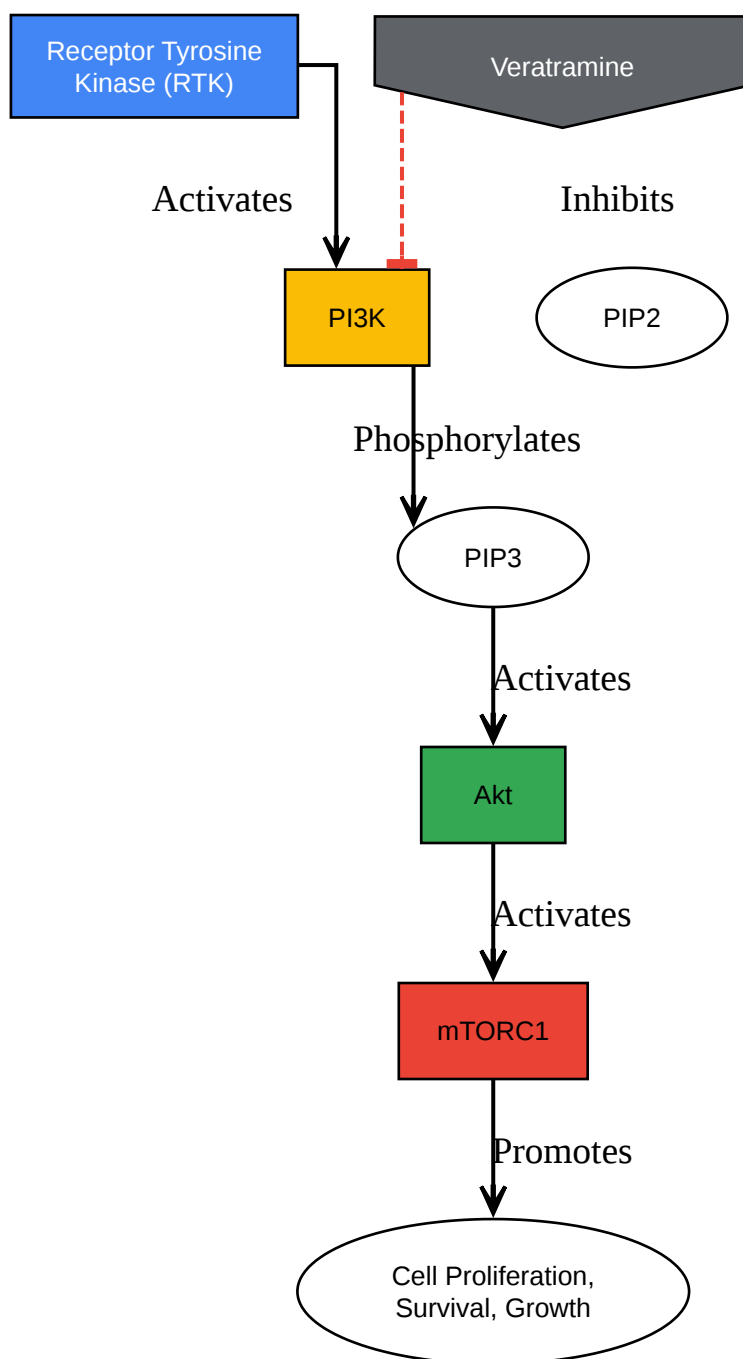 Receptor Tyrosine
Kinase (RTK)
Veratramine
Activates
Inhibits
PI3K
PIP2
Phosphorylates
PIP3
Activates
Akt
Activates
mTORC1
Promotes
Cell Proliferation,
Survival, Growth